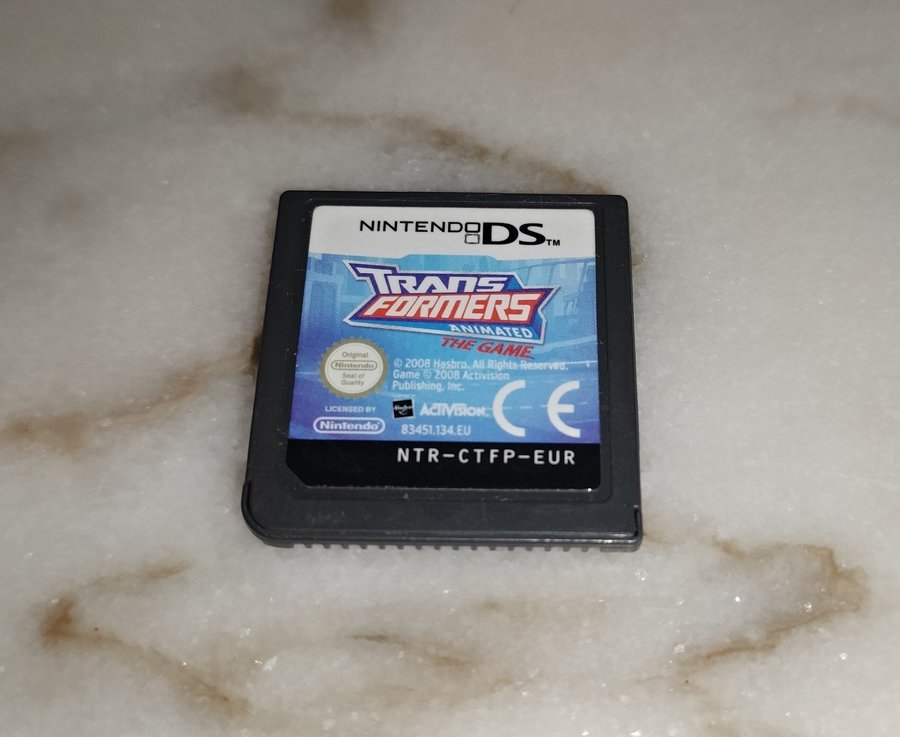 NINTENDO DS™
TRANS
FORMERS
ANIMATED
THE GAME
Original
Nintendo
Seal of
Quality
© 2008 Hasbro. All Rights Reserved.
Game © 2008 Activision
Publishing, Inc.
LICENSED BY
Nintendo
Hasbro
ACTIVISION.
CE
83451.134.EU
NTR-CTFP-EUR